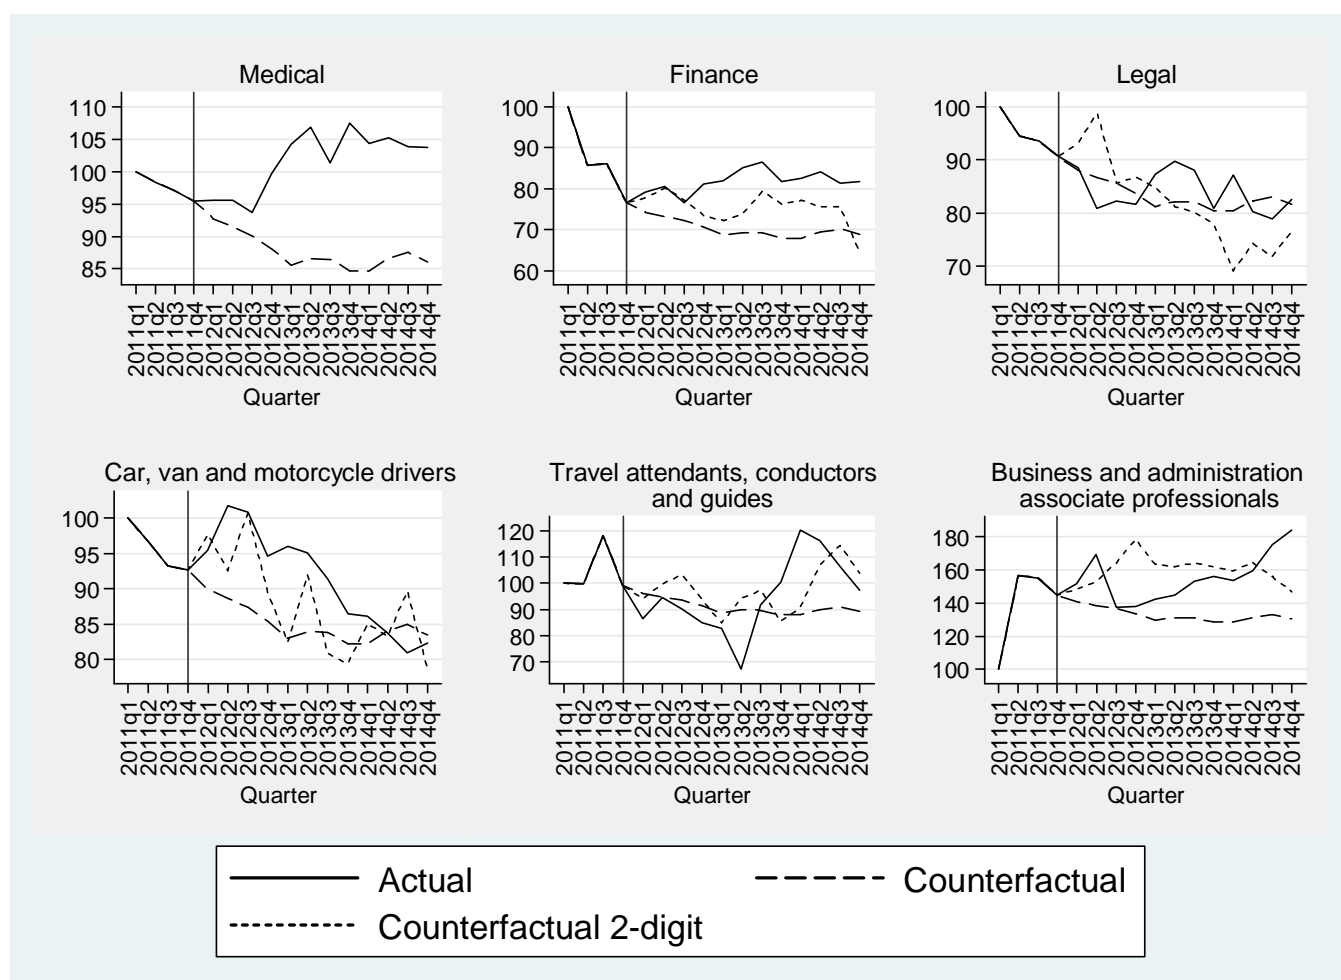 Medical
110
105
100
95
90
85
2011q1
2011q2
2011q3
2011q4
2012q1
2012q2
2012q3
2012q4
2013q1
2013q2
2013q3
2013q4
2014q1
2014q2
2014q3
2014q4
Quarter
Finance
100
90
80
70
60
2011q1
2011q2
2011q3
2011q4
2012q1
2012q2
2012q3
2012q4
2013q1
2013q2
2013q3
2013q4
2014q1
2014q2
2014q3
2014q4
Quarter
Legal
100
90
80
70
2011q1
2011q2
2011q3
2011q4
2012q1
2012q2
2012q3
2012q4
2013q1
2013q2
2013q3
2013q4
2014q1
2014q2
2014q3
2014q4
Quarter
Car, van and motorcycle drivers
100
95
90
85
80
2011q1
2011q2
2011q3
2011q4
2012q1
2012q2
2012q3
2012q4
2013q1
2013q2
2013q3
2013q4
2014q1
2014q2
2014q3
2014q4
Quarter
Travel attendants, conductors
and guides
120
110
100
90
80
70
2011q1
2011q2
2011q3
2011q4
2012q1
2012q2
2012q3
2012q4
2013q1
2013q2
2013q3
2013q4
2014q1
2014q2
2014q3
2014q4
Quarter
Business and administration
associate professionals
180
160
140
120
100
2011q1
2011q2
2011q3
2011q4
2012q1
2012q2
2012q3
2012q4
2013q1
2013q2
2013q3
2013q4
2014q1
2014q2
2014q3
2014q4
Quarter
Actual
Counterfactual
Counterfactual 2-digit